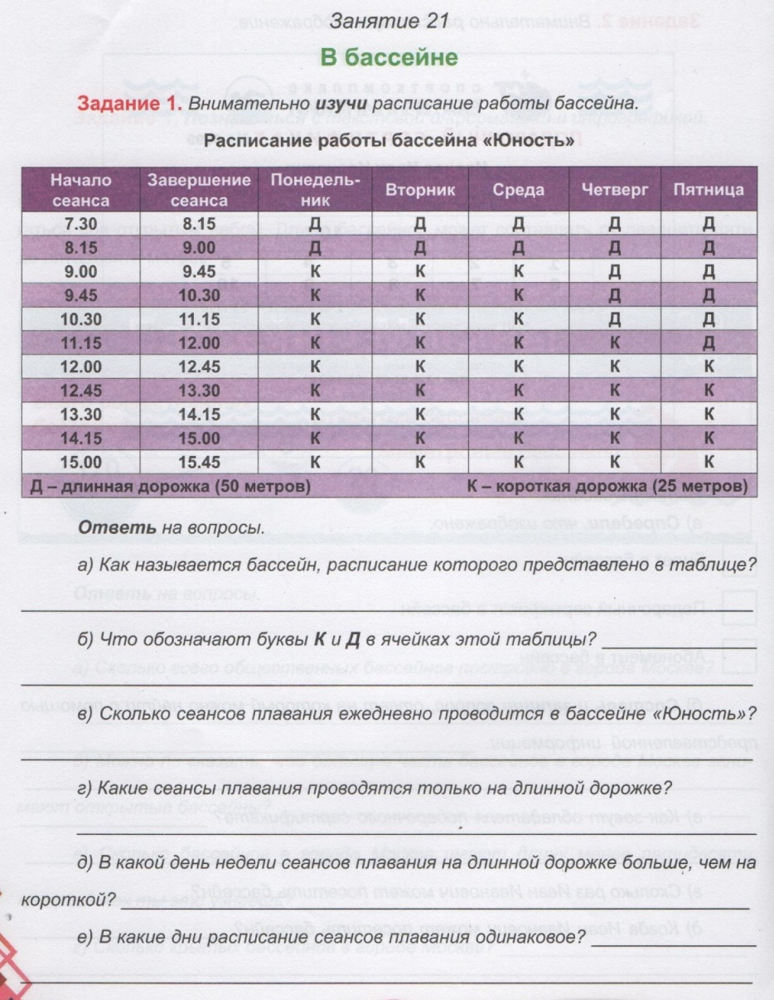 Занятие 21
В бассейне
Задание 1. Внимательно изучи расписание работы бассейна.
Расписание работы бассейна «Юность»
Начало сеанса Завершение сеанса Понедель-ник Вторник Среда Четверг Пятница
7.30 8.15 Д Д Д Д Д
8.15 9.00 Д Д Д Д Д
9.00 9.45 К К К Д Д
9.45 10.30 К К К Д Д
10.30 11.15 К К К Д Д
11.15 12.00 К К К К Д
12.00 12.45 К К К К К
12.45 13.30 К К К К К
13.30 14.15 К К К К К
14.15 15.00 К К К К К
15.00 15.45 К К К К К
Д – длинная дорожка (50 метров) К – короткая дорожка (25 метров)
Ответь на вопросы.
а) Как называется бассейн, расписание которого представлено в таблице?
б) Что обозначают буквы К и Д в ячейках этой таблицы?
в) Сколько сеансов плавания ежедневно проводится в бассейне «Юность»?
г) Какие сеансы плавания проводятся только на длинной дорожке?
д) В какой день недели сеансов плавания на длинной дорожке больше, чем на
короткой?
е) В какие дни расписание сеансов плавания одинаковое?